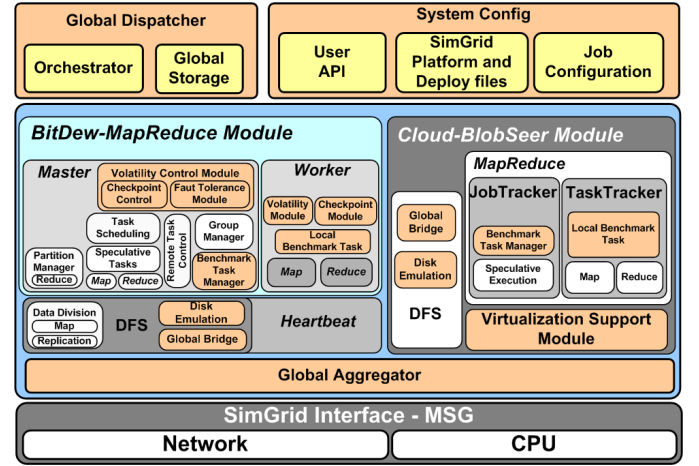 Global Dispatcher
Orchestrator
Global
Storage
System Config
User
API
SimGrid
Platform and
Deploy files
Job
Configuration
BitDew-MapReduce Module
Master
Volatility Control Module
Checkpoint
Control
Faut Tolerance
Module
Task
Scheduling
Speculative
Tasks
Map
Reduce
Remote Task
Control
Group
Manager
Benchmark
Task
Manager
Partition
Manager
Reduce
Worker
Volatility
Module
Checkpoint
Module
Local
Benchmark Task
Map
Reduce
Data Division
Map
Replication
DFS
Disk
Emulation
Global Bridge
Heartbeat
Cloud-BlobSeer Module
Global
Bridge
Disk
Emulation
DFS
MapReduce
JobTracker
Benchmark
Task Manager
Speculative
Execution
TaskTracker
Local Benchmark
Task
Map
Reduce
Virtualization Support
Module
Global Aggregator
SimGrid Interface - MSG
Network
CPU